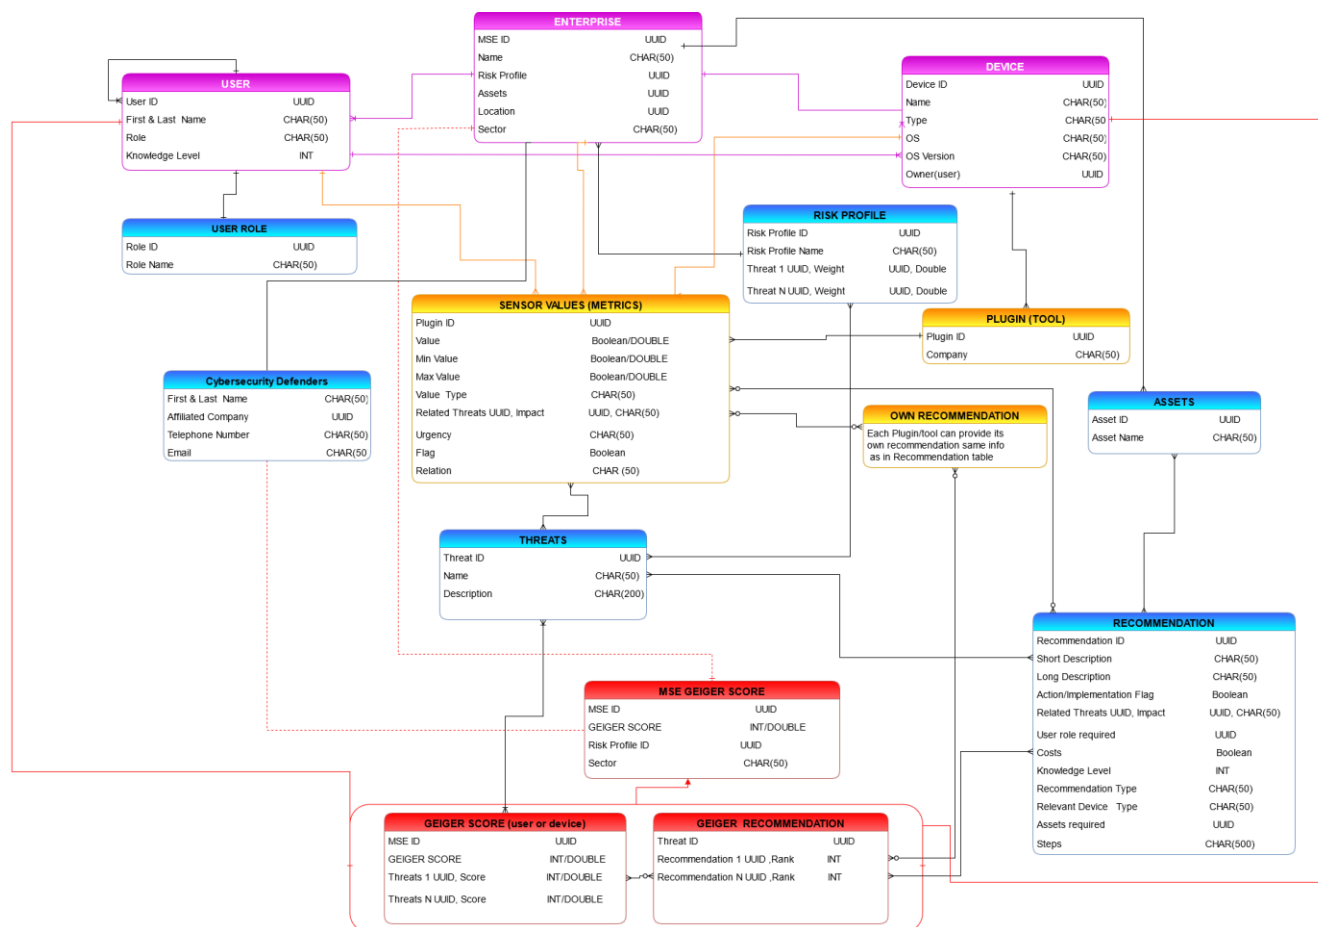 ENTERPRISE
MSE ID UUID
Name CHAR(50)
Risk Profile UUID
Assets UUID
Location UUID
Sector CHAR(50)
USER
User ID UUID
First & Last Name CHAR(50)
Role CHAR(50)
Knowledge Level INT
DEVICE
Device ID UUID
Name CHAR(50)
Type CHAR(50
OS CHAR(50)
OS Version CHAR(50)
Owner(user) UUID
USER ROLE
Role ID UUID
Role Name CHAR(50)
RISK PROFILE
Risk Profile ID UUID
Risk Profile Name CHAR(50)
Threat 1 UUID, Weight UUID, Double
Threat N UUID, Weight UUID, Double
SENSOR VALUES (METRICS)
Plugin ID UUID
Value Boolean/DOUBLE
Min Value Boolean/DOUBLE
Max Value Boolean/DOUBLE
Value Type CHAR(50)
Related Threats UUID, Impact UUID, CHAR(50)
Urgency CHAR(50)
Flag Boolean
Relation CHAR (50)
PLUGIN (TOOL)
Plugin ID UUID
Company CHAR(50)
Cybersecurity Defenders
First & Last Name CHAR(50)
Affiliated Company UUID
Telephone Number CHAR(50)
Email CHAR(50
OWN RECOMMENDATION
Each Plugin/tool can provide its
own recommendation same info
as in Recommendation table
ASSETS
Asset ID UUID
Asset Name CHAR(50)
THREATS
Threat ID UUID
Name CHAR(50)
Description CHAR(200)
RECOMMENDATION
Recommendation ID UUID
Short Description CHAR(50)
Long Description CHAR(50)
Action/Implementation Flag Boolean
Related Threats UUID, Impact UUID, CHAR(50)
User role required UUID
Costs Boolean
Knowledge Level INT
Recommendation Type CHAR(50)
Relevant Device Type CHAR(50)
Assets required UUID
Steps CHAR(500)
MSE GEIGER SCORE
MSE ID UUID
GEIGER SCORE INT/DOUBLE
Risk Profile ID UUID
Sector CHAR(50)
GEIGER SCORE (user or device)
MSE ID UUID
GEIGER SCORE INT/DOUBLE
Threats 1 UUID, Score INT/DOUBLE
Threats N UUID, Score INT/DOUBLE
GEIGER RECOMMENDATION
Threat ID UUID
Recommendation 1 UUID ,Rank INT
Recommendation N UUID ,Rank INT